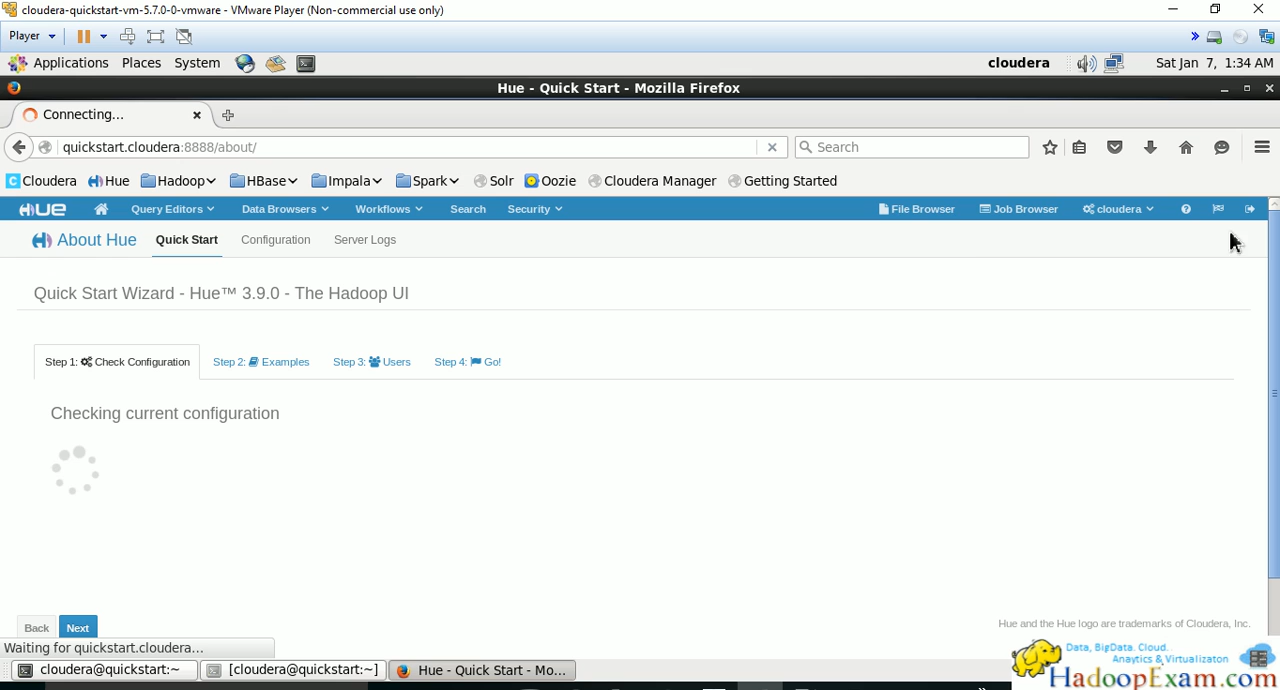 cloudera-quickstart-vm-5.7.0-0-vmware - VMware Player (Non-commercial use only)
Player
Applications Places System cloudera Sat Jan 7, 1:34 AM
Hue - Quick Start - Mozilla Firefox
Connecting...
quickstart.cloudera:8888/about/ Search
Cloudera Hue Hadoop HBase Impala Spark Solr Oozie Cloudera Manager Getting Started
HUE Query Editors Data Browsers Workflows Search Security File Browser Job Browser cloudera
About Hue Quick Start Configuration Server Logs
Quick Start Wizard - Hue™ 3.9.0 - The Hadoop UI
Step 1: Check Configuration Step 2: Examples Step 3: Users Step 4: Go!
Checking current configuration
Back Next Hue and the Hue logo are trademarks of Cloudera, Inc.
Waiting for quickstart.cloudera...
cloudera@quickstart:~ [cloudera@quickstart:~] Hue - Quick Start - Mo...
Data, BigData. Cloud.
Anaytics & Virtualizaton
HadoopExam.com